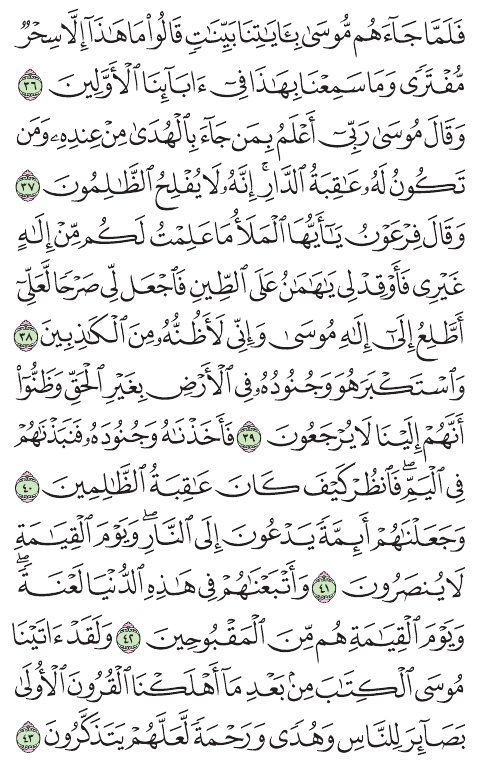 فَلَمَّا جَآءَهُم مُّوسَىٰ بِـَٔايَـٰتِنَا بَيِّنَـٰتٍ قَالُوا۟ مَا هَـٰذَآ إِلَّا سِحْرٌ
مُّفْتَرًى وَمَا سَمِعْنَا بِهَـٰذَا فِىٓ ءَابَآئِنَا ٱلْأَوَّلِينَ ٣٦
وَقَالَ مُوسَىٰ رَبِّىٓ أَعْلَمُ بِمَن جَآءَ بِٱلْهُدَىٰ مِنْ عِندِهِۦ وَمَن
تَكُونُ لَهُۥ عَـٰقِبَةُ ٱلدَّارِ ۖ إِنَّهُۥ لَا يُفْلِحُ ٱلظَّـٰلِمُونَ ٣٧
وَقَالَ فِرْعَوْنُ يَـٰٓأَيُّهَا ٱلْمَلَأُ مَا عَلِمْتُ لَكُم مِّنْ إِلَـٰهٍ
غَيْرِى فَأَوْقِدْ لِى يَـٰهَـٰمَـٰنُ عَلَى ٱلطِّينِ فَٱجْعَل لِّى صَرْحًا لَّعَلِّىٓ
أَطَّلِعُ إِلَىٰٓ إِلَـٰهِ مُوسَىٰ وَإِنِّى لَأَظُنُّهُۥ مِنَ ٱلْكَـٰذِبِينَ ٣٨
وَٱسْتَكْبَرَ هُوَ وَجُنُودُهُۥ فِى ٱلْأَرْضِ بِغَيْرِ ٱلْحَقِّ وَظَنُّوٓا۟
أَنَّهُمْ إِلَيْنَا لَا يُرْجَعُونَ ٣٩ فَأَخَذْنَـٰهُ وَجُنُودَهُۥ فَنَبَذْنَـٰهُمْ
فِى ٱلْيَمِّ ۖ فَٱنظُرْ كَيْفَ كَانَ عَـٰقِبَةُ ٱلظَّـٰلِمِينَ ٤٠
وَجَعَلْنَـٰهُمْ أَئِمَّةً يَدْعُونَ إِلَى ٱلنَّارِ ۖ وَيَوْمَ ٱلْقِيَـٰمَةِ
لَا يُنصَرُونَ ٤١ وَأَتْبَعْنَـٰهُمْ فِى هَـٰذِهِ ٱلدُّنْيَا لَعْنَةً ۖ
وَيَوْمَ ٱلْقِيَـٰمَةِ هُم مِّنَ ٱلْمَقْبُوحِينَ ٤٢ وَلَقَدْ ءَاتَيْنَا
مُوسَى ٱلْكِتَـٰبَ مِنۢ بَعْدِ مَآ أَهْلَكْنَا ٱلْقُرُونَ ٱلْأُولَىٰ
بَصَآئِرَ لِلنَّاسِ وَهُدًى وَرَحْمَةً لَّعَلَّهُمْ يَتَذَكَّرُونَ ٤٣